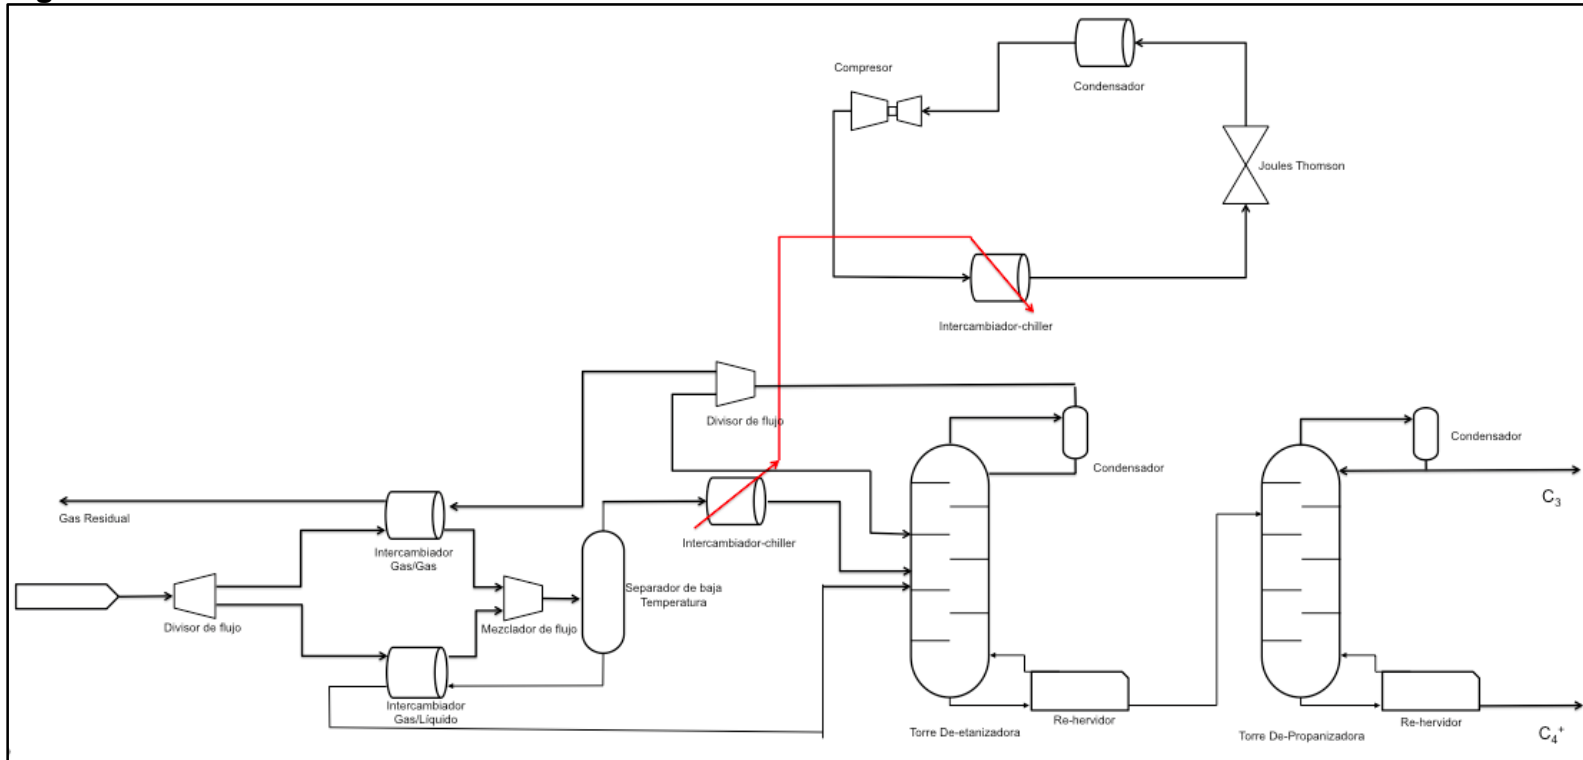 Condensador
Compresor
Joules Thomson
Intercambiador-chiller
Divisor de flujo
Condensador
Condensador
C3
Gas Residual
Intercambiador
Gas/Gas
Intercambiador-chiller
Separador de baja
Temperatura
Divisor de flujo
Mezclador de flujo
Intercambiador
Gas/Líquido
Torre De-etanizadora
Re-hervidor
Torre De-Propanizadora
Re-hervidor
C4+